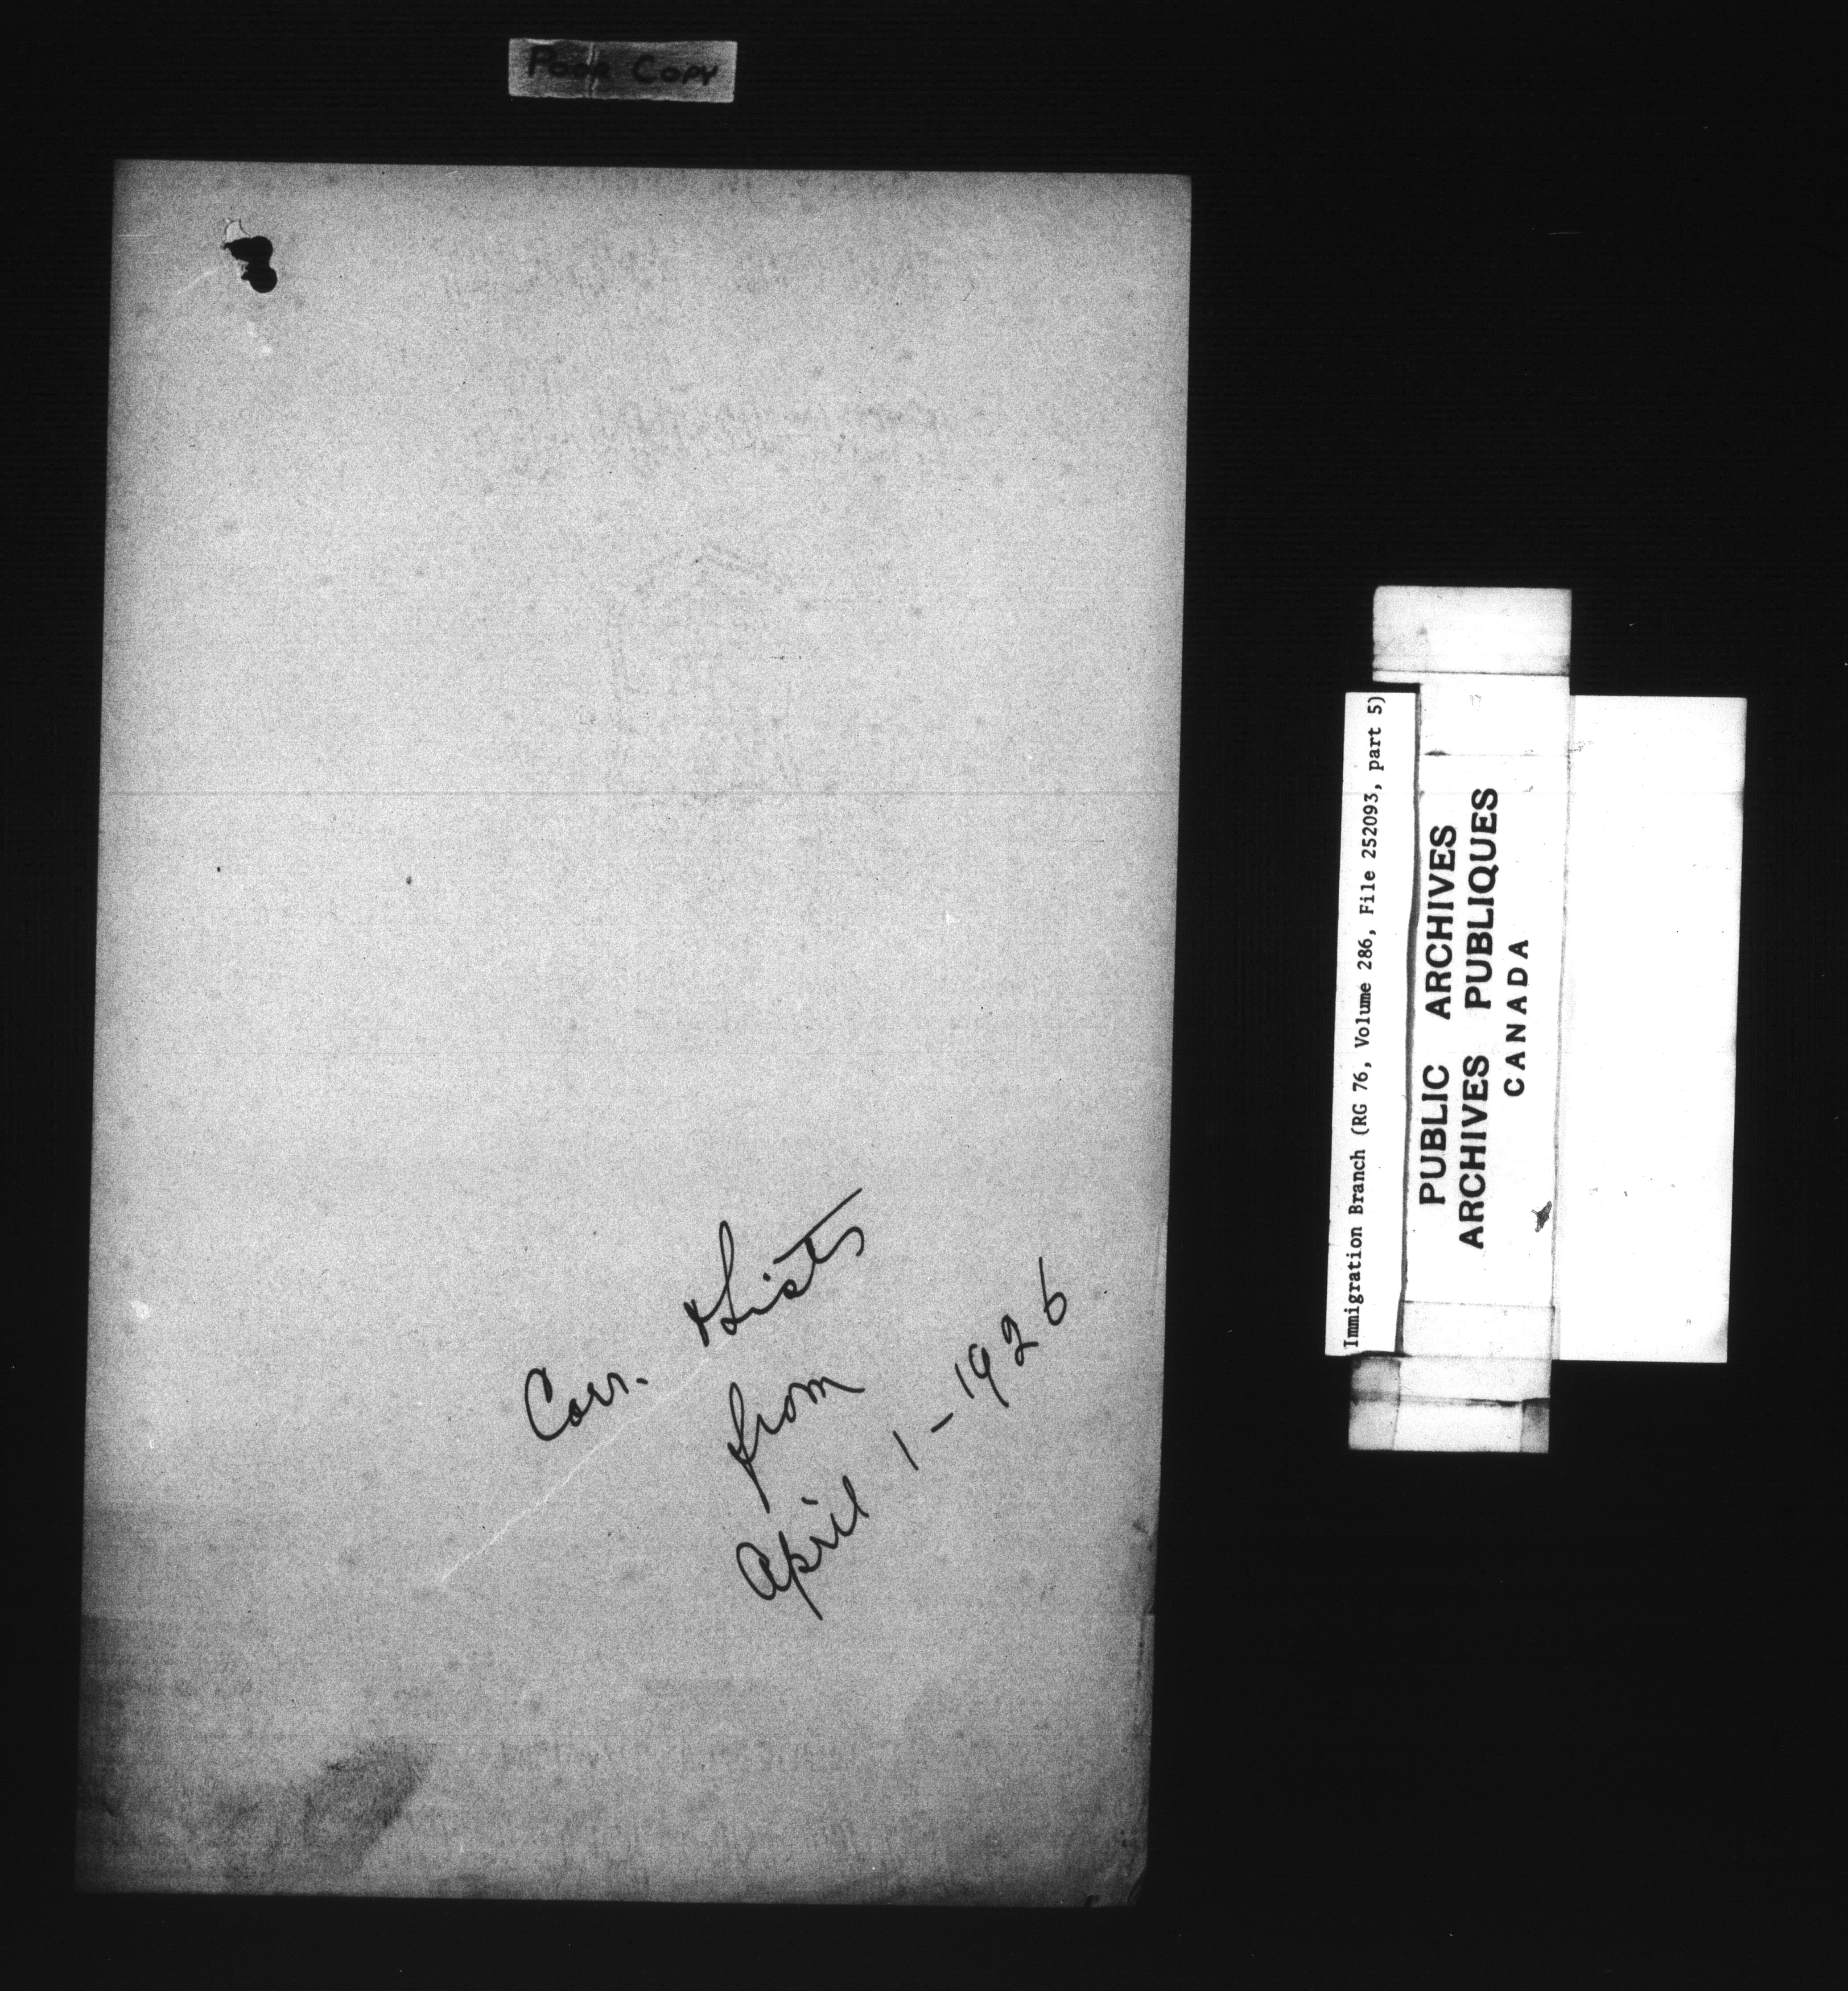 Poor Copy
Corr. & Lists
from
April 1-1926
Immigration Branch (RG 76, Volume 286, File 252093, part 5)
PUBLIC ARCHIVES
ARCHIVES PUBLIQUES
CANADA